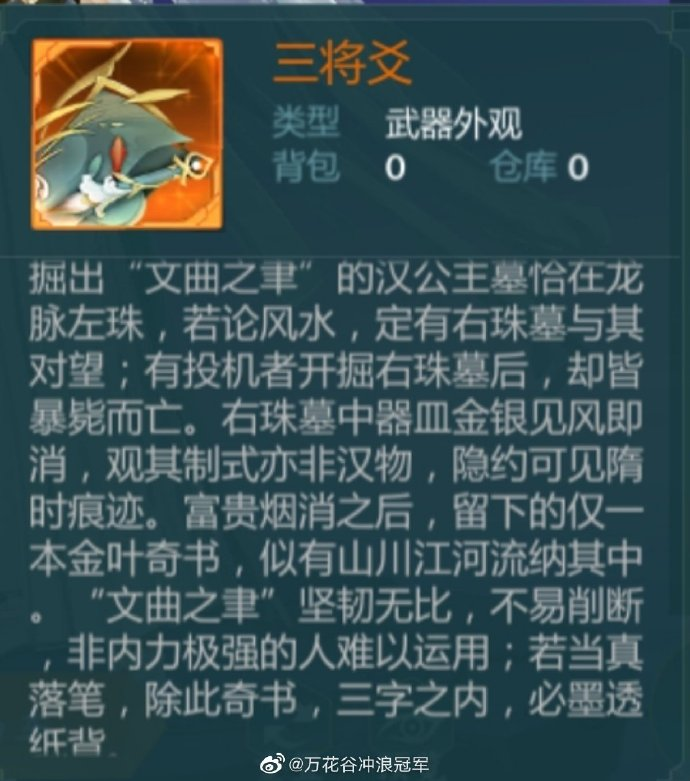 三将爻
类型 武器外观
背包 0 仓库 0
掘出“文曲之聿”的汉公主墓恰在龙
脉左珠，若论风水，定有右珠墓与其
对望；有投机者开掘右珠墓后，却皆
暴毙而亡。右珠墓中器皿金银见风即
消，观其制式亦非汉物，隐约可见隋
时痕迹。富贵烟消之后，留下的仅一
本金叶奇书，似有山川江河流纳其中
。“文曲之聿”坚韧无比，不易削断
，非内力极强的人难以运用；若当真
落笔，除此奇书，三字之内，必墨透
纸背。
@万花谷冲浪冠军